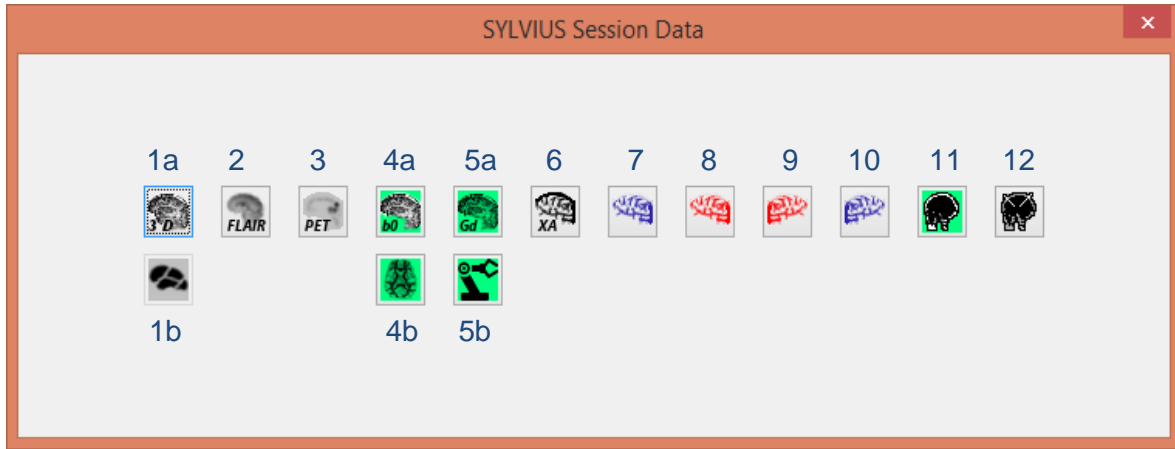 SYLVIUS Session Data
×
1a 2 3 4a 5a 6 7 8 9 10 11 12
3D FLAIR PET b0 Gd XA
1b 4b 5b